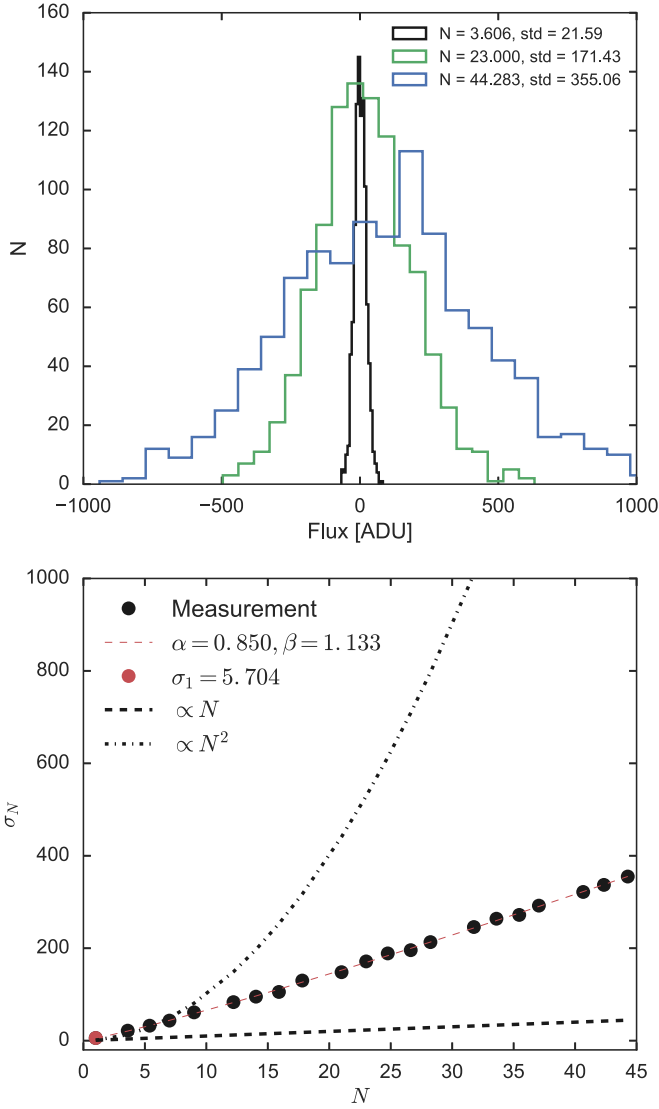 160
140
120
100
80
60
40
20
0
N
N = 3.606, std = 21.59
N = 23.000, std = 171.43
N = 44.283, std = 355.06
−1000 −500 0 500 1000
Flux [ADU]
1000
800
600
400
200
0
σN
Measurement
α=0.850, β=1.133
σ1=5.704
∝N
∝N²
0 5 10 15 20 25 30 35 40 45
N